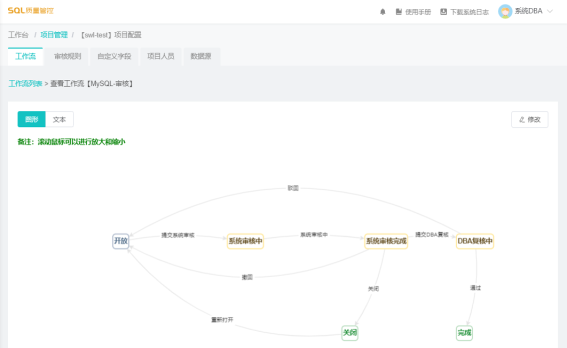 SQL质量管控
使用手册 下载系统日志 系统DBA
工作台 / 项目管理 / 【swl-test】项目配置
工作流 审核规则 自定义字段 项目人员 数据源
工作流列表 > 查看工作流【MySQL-审核】
图形 文本 修改
备注：滚动鼠标可以进行放大和缩小
驳回
开放 提交系统审核 系统审核中 系统审核中 系统审核完成 提交DBA复核 DBA复核中
撤回
关闭 通过
重新打开
关闭 完成